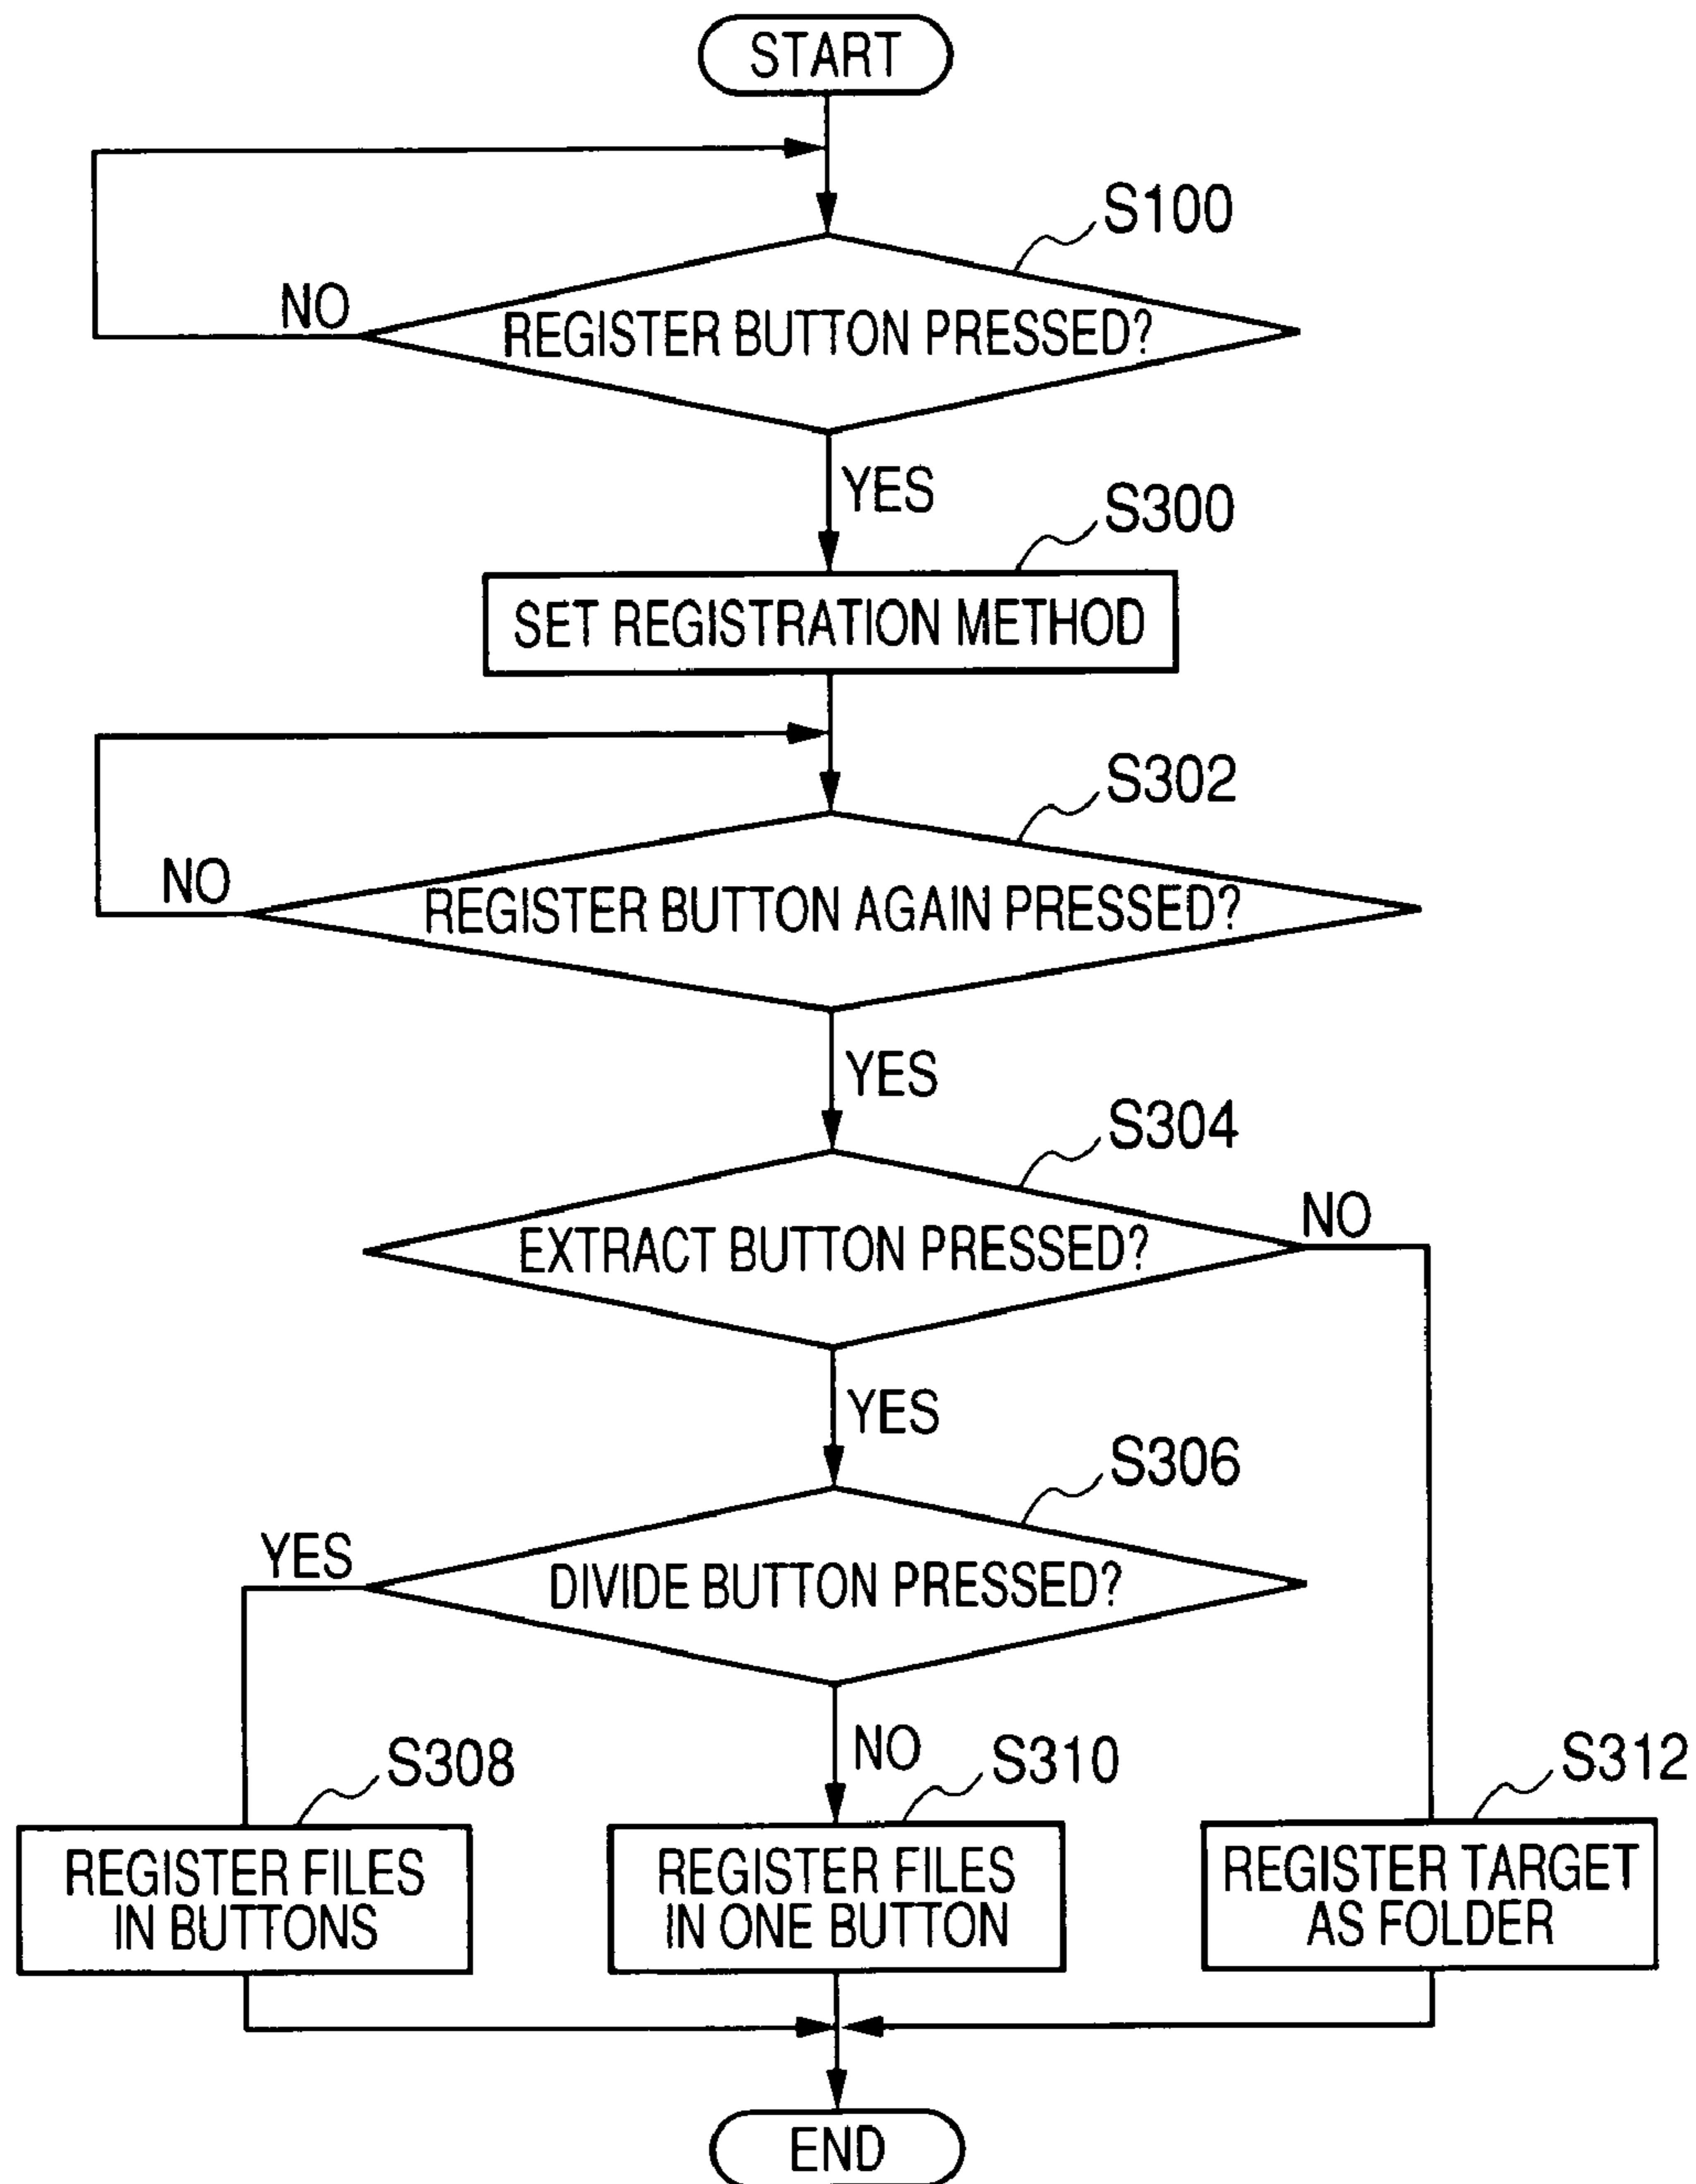 START
S100
NO
REGISTER BUTTON PRESSED?
YES
S300
SET REGISTRATION METHOD
S302
NO
REGISTER BUTTON AGAIN PRESSED?
YES
S304
NO
EXTRACT BUTTON PRESSED?
YES
S306
YES
DIVIDE BUTTON PRESSED?
NO
S308
S310
S312
REGISTER FILES
IN BUTTONS
REGISTER FILES
IN ONE BUTTON
REGISTER TARGET
AS FOLDER
END